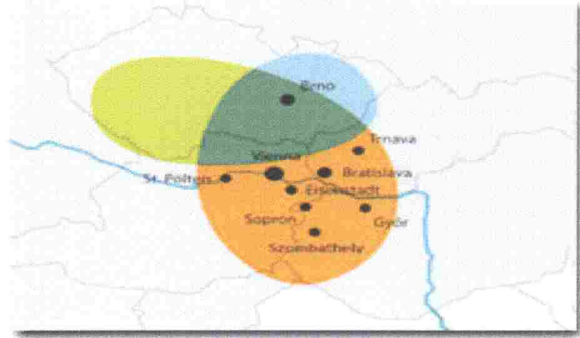 Brno
Trnava
Vienna
St. Pölten
Bratislava
Eisenstadt
Sopron
Győr
Szombathely